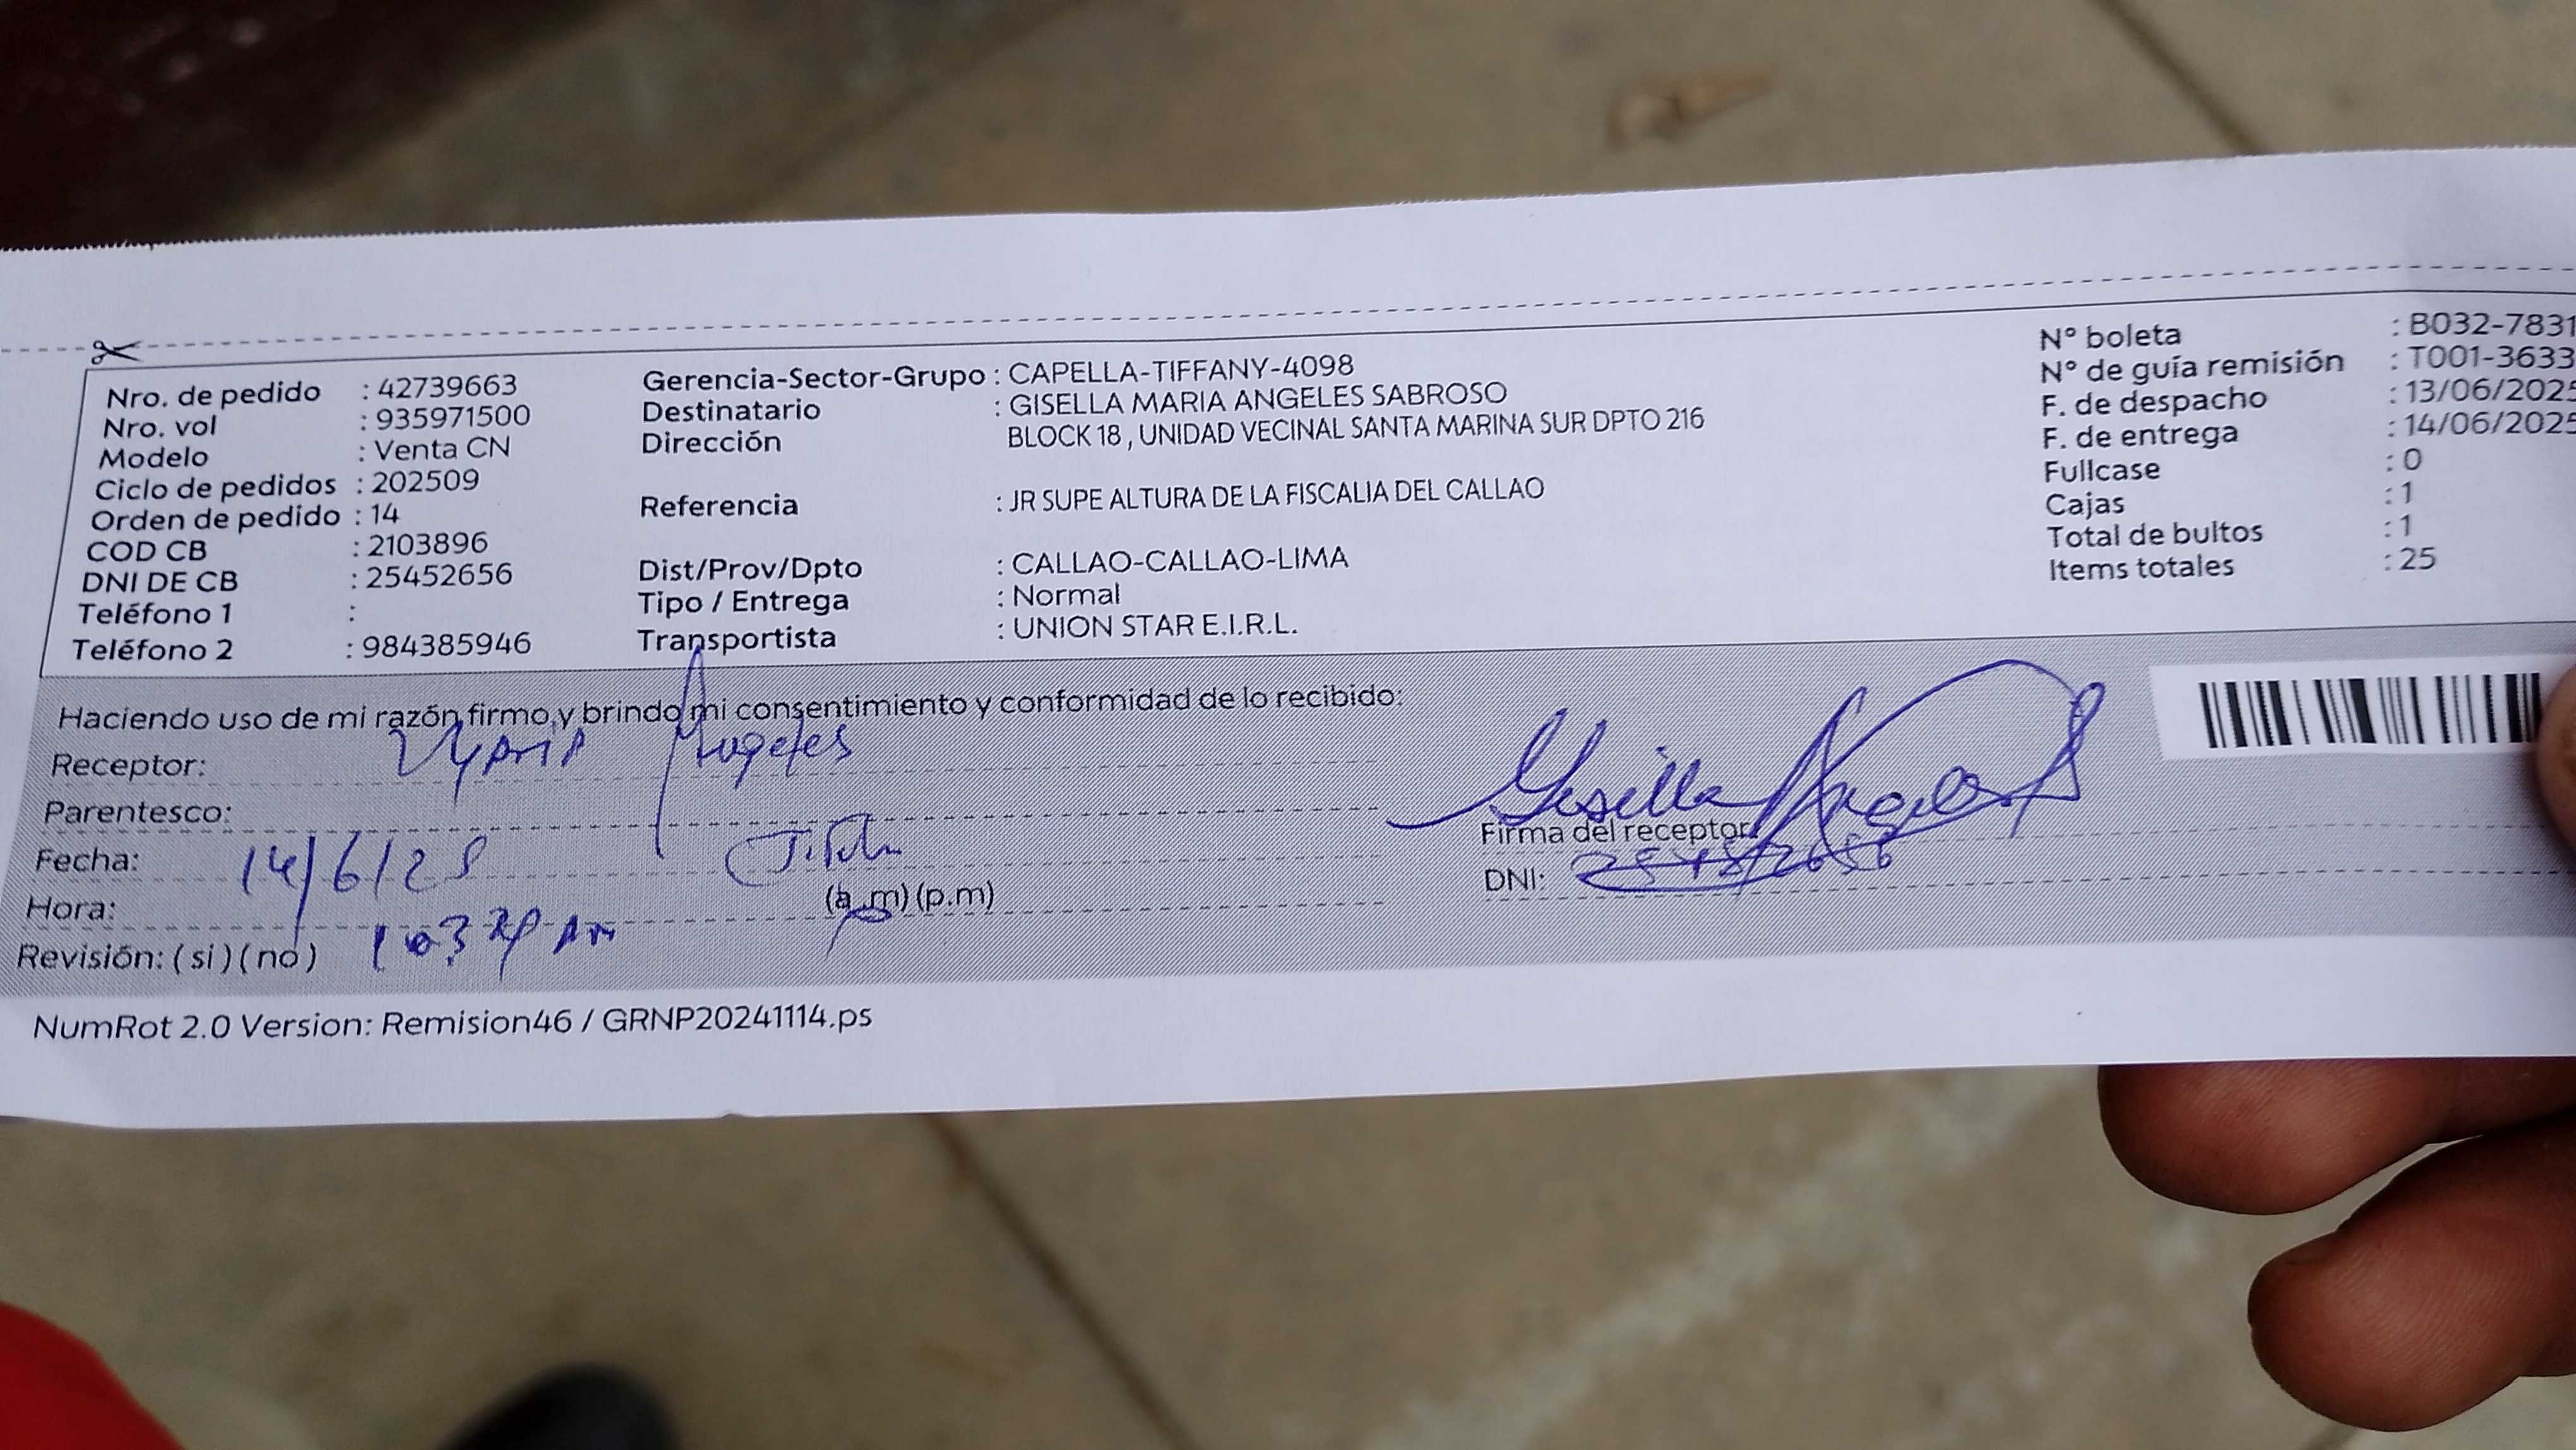 Nro. de pedido : 42739663
Nro. vol : 935971500
Modelo : Venta CN
Ciclo de pedidos : 202509
Orden de pedido : 14
COD CB : 2103896
DNI DE CB : 25452656
Teléfono 1 :
Teléfono 2 : 984385946
Gerencia-Sector-Grupo : CAPELLA-TIFFANY-4098
Destinatario : GISELLA MARIA ANGELES SABROSO
Dirección BLOCK 18 , UNIDAD VECINAL SANTA MARINA SUR DPTO 216
Referencia : JR SUPE ALTURA DE LA FISCALIA DEL CALLAO
Dist/Prov/Dpto : CALLAO-CALLAO-LIMA
Tipo / Entrega : Normal
Transportista : UNION STAR E.I.R.L.
N° boleta : B032-7831
N° de guía remisión : T001-3633
F. de despacho : 13/06/2025
F. de entrega : 14/06/2025
Fullcase : 0
Cajas : 1
Total de bultos : 1
Items totales : 25
Haciendo uso de mi razón firmo y brindo mi consentimiento y conformidad de lo recibido:
Receptor: Angeles
Parentesco:
Fecha: 14/6/25
Hora: (a.m) (p.m)
Revisión: ( si ) ( no )
Gisella Angeles S
Firma del receptor
DNI: 25452656
NumRot 2.0 Version: Remision46 / GRNP20241114.ps